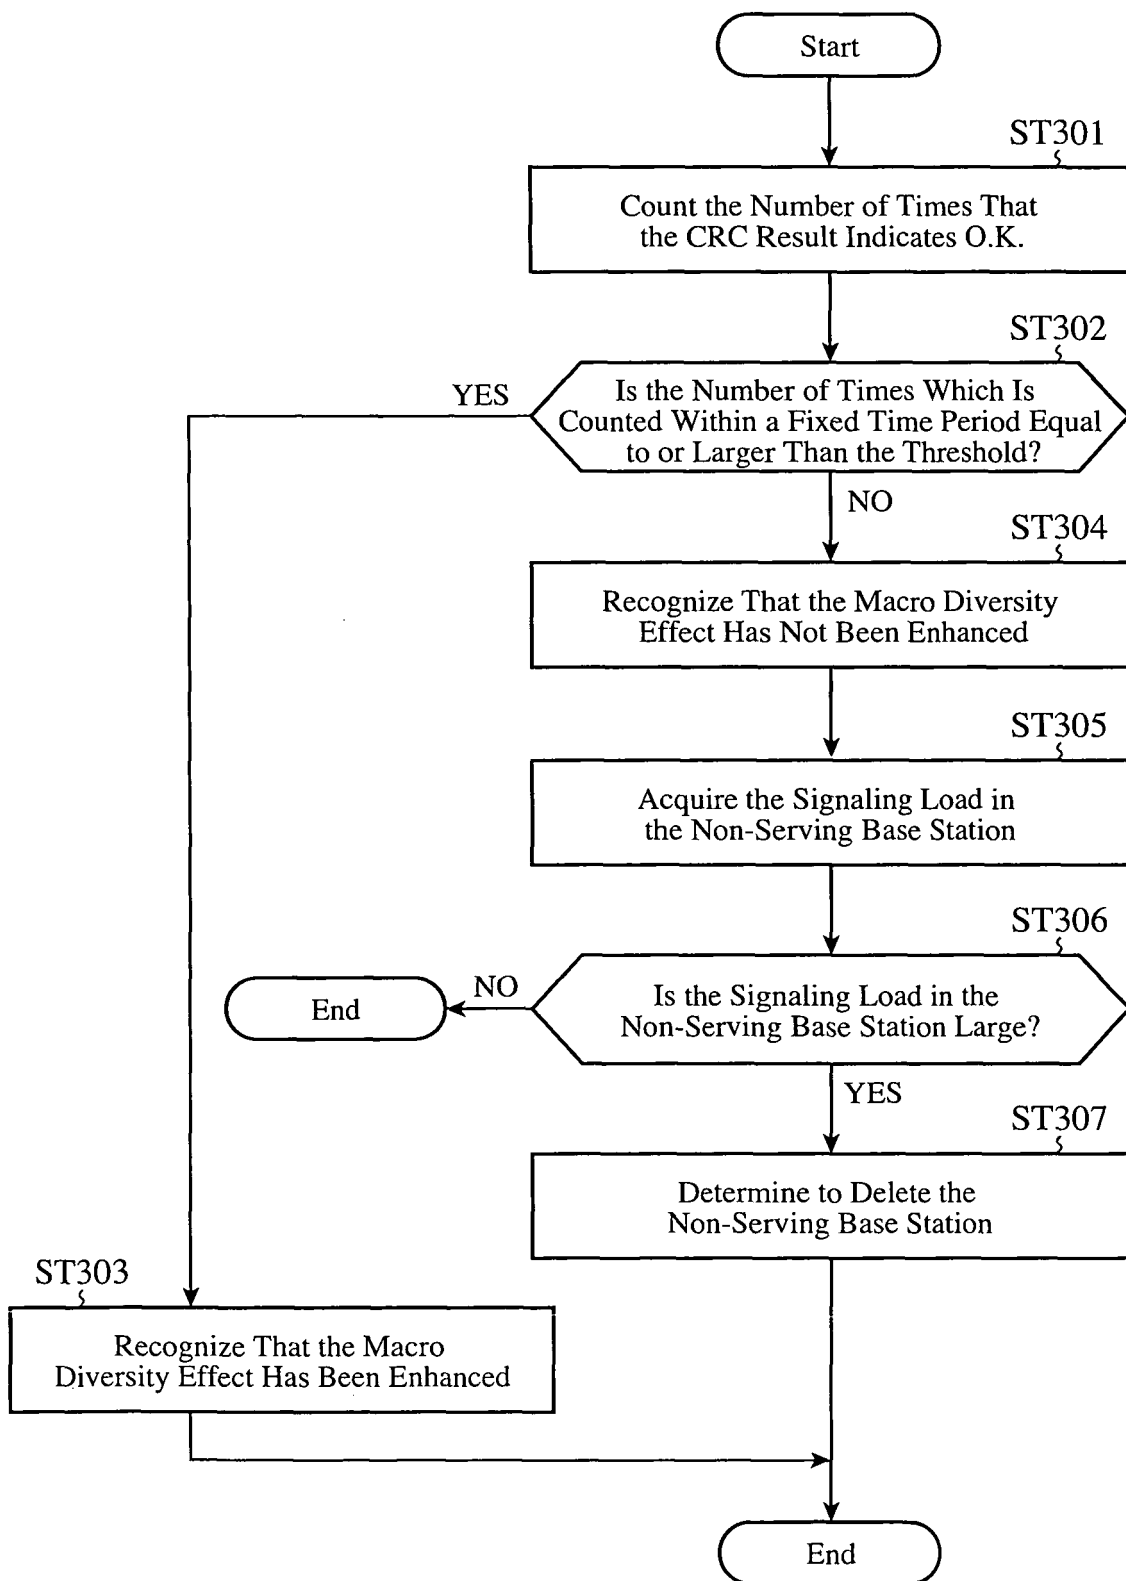 Start
ST301
Count the Number of Times That
the CRC Result Indicates O.K.
ST302
Is the Number of Times Which Is
Counted Within a Fixed Time Period Equal
to or Larger Than the Threshold?
YES
NO
ST304
Recognize That the Macro Diversity
Effect Has Not Been Enhanced
ST305
Acquire the Signaling Load in
the Non-Serving Base Station
ST306
Is the Signaling Load in the
Non-Serving Base Station Large?
NO
End
YES
ST307
Determine to Delete the
Non-Serving Base Station
ST303
Recognize That the Macro
Diversity Effect Has Been Enhanced
End